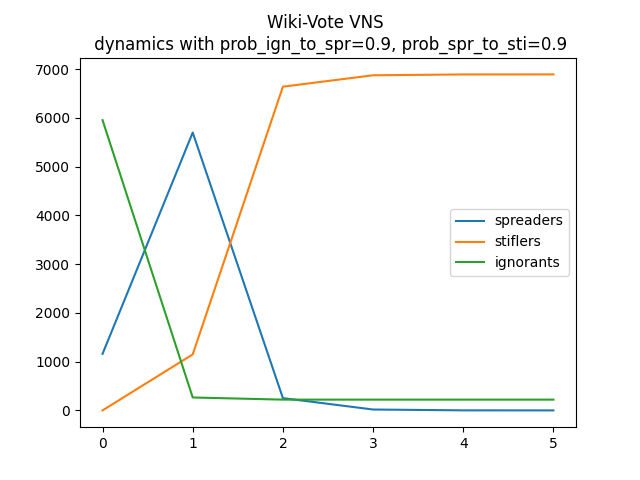 Wiki-Vote VNS
dynamics with prob_ign_to_spr=0.9, prob_spr_to_sti=0.9
7000
6000
5000
4000
3000
2000
1000
0
spreaders
stiflers
ignorants
0 1 2 3 4 5